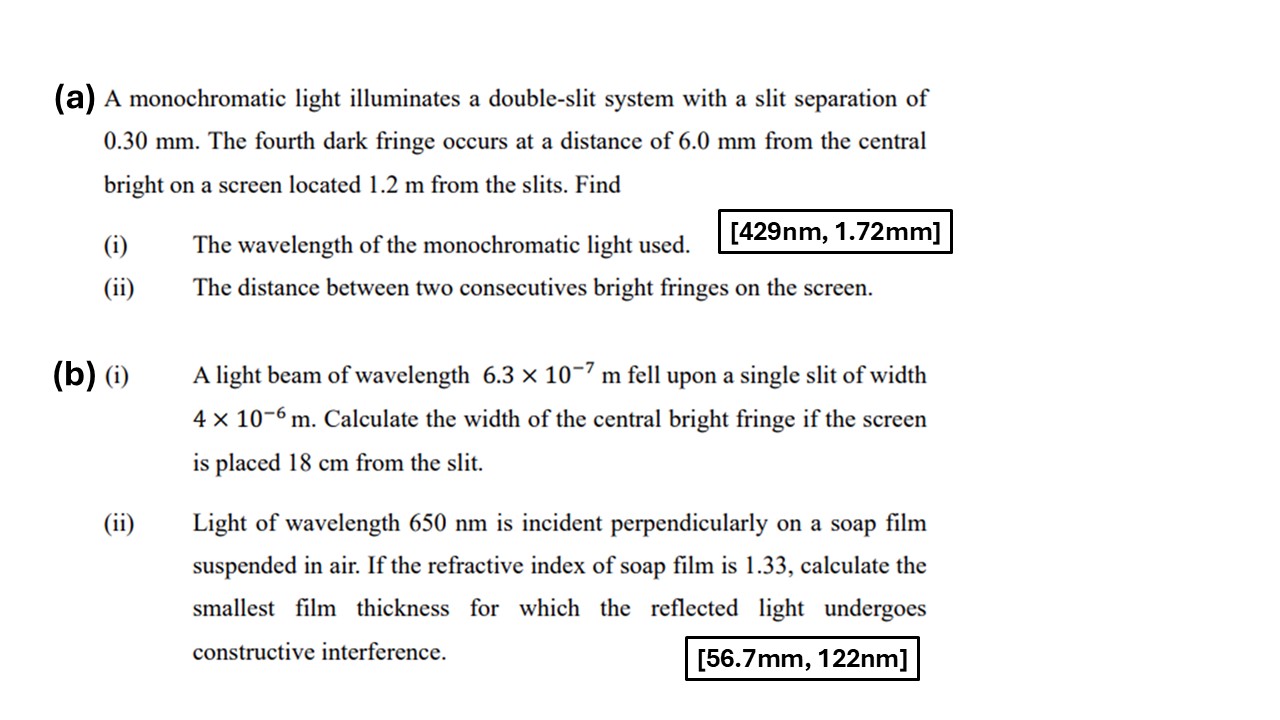 (a) A monochromatic light illuminates a double-slit system with a slit separation of
0.30 mm. The fourth dark fringe occurs at a distance of 6.0 mm from the central
bright on a screen located 1.2 m from the slits. Find
(i) The wavelength of the monochromatic light used. [429nm, 1.72mm]
(ii) The distance between two consecutives bright fringes on the screen.
(b) (i) A light beam of wavelength 6.3 × 10⁻⁷ m fell upon a single slit of width
4 × 10⁻⁶ m. Calculate the width of the central bright fringe if the screen
is placed 18 cm from the slit.
(ii) Light of wavelength 650 nm is incident perpendicularly on a soap film
suspended in air. If the refractive index of soap film is 1.33, calculate the
smallest film thickness for which the reflected light undergoes
constructive interference. [56.7mm, 122nm]